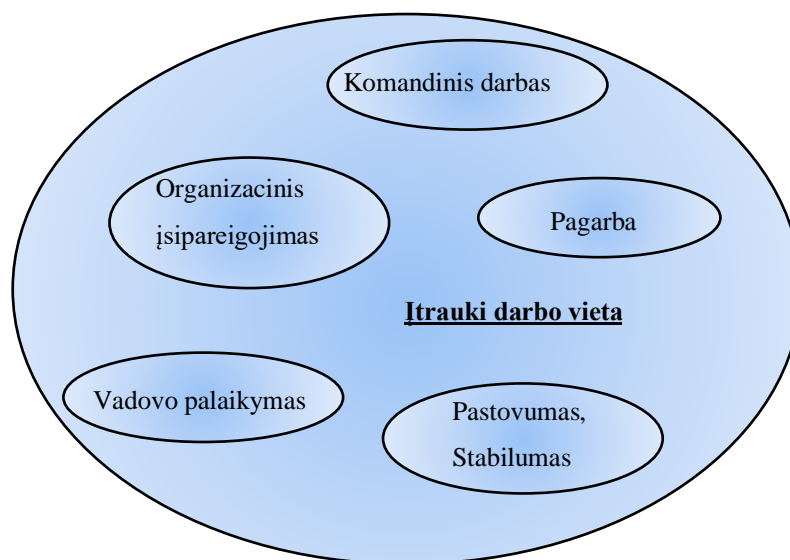 Komandinis darbas
Organizacinis
įsipareigojimas
Pagarba
Įtrauki darbo vieta
Vadovo palaikymas
Pastovumas,
Stabilumas